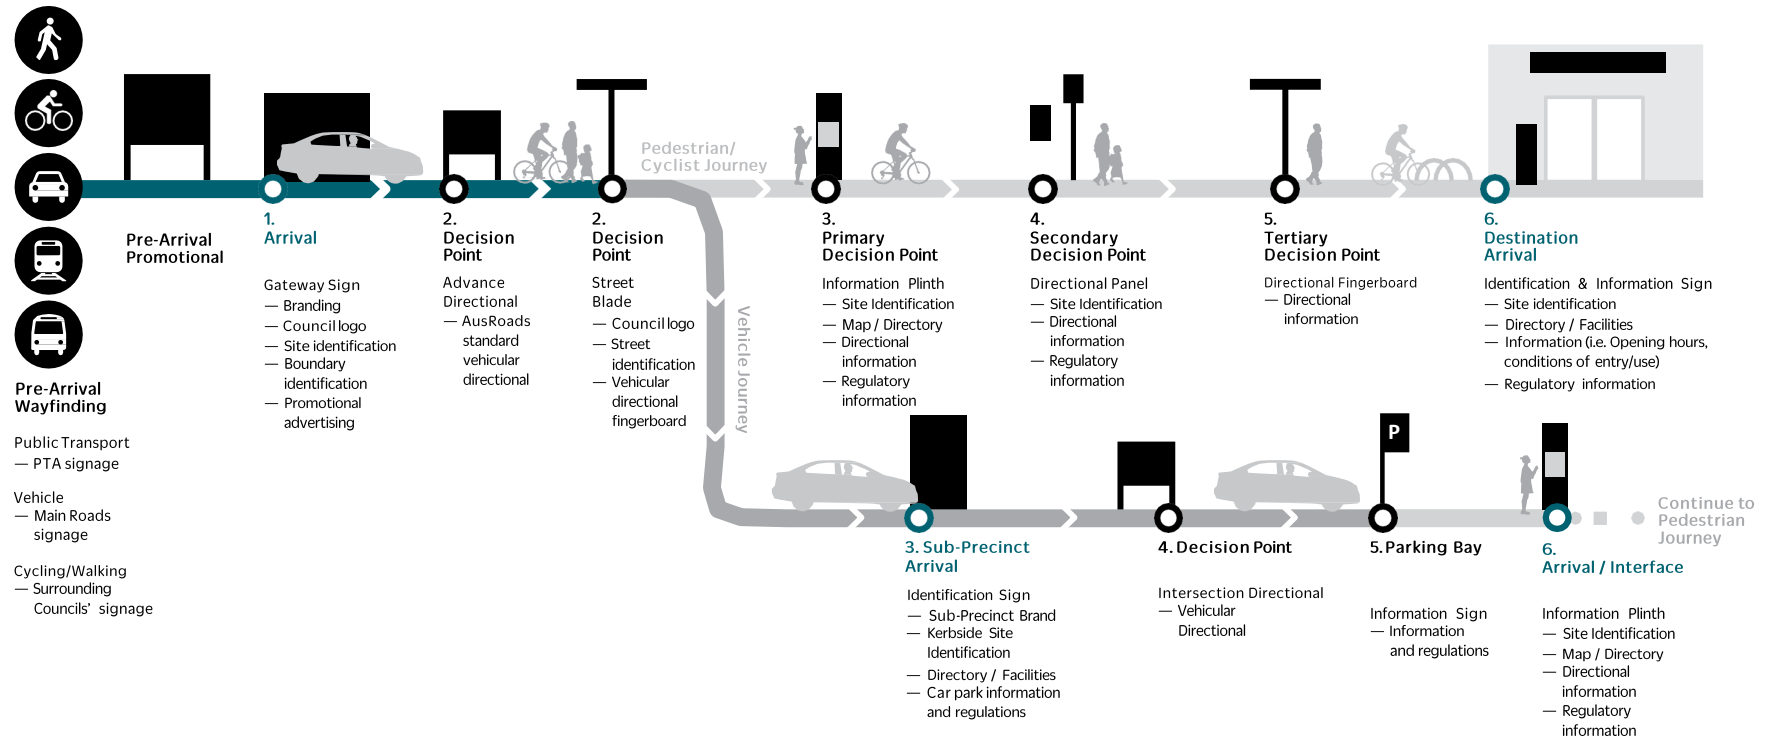 Pre-Arrival
Wayfinding
Public Transport
— PTA signage
Vehicle
— Main Roads
signage
Cycling/Walking
— Surrounding
Councils' signage
Pre-Arrival
Promotional
1.
Arrival
Gateway Sign
— Branding
— Council logo
— Site identification
— Boundary
identification
— Promotional
advertising
2.
Decision
Point
Advance
Directional
— AusRoads
standard
vehicular
directional
2.
Decision
Point
Street
Blade
— Council logo
— Street
identification
— Vehicular
directional
fingerboard
Pedestrian/
Cyclist Journey
3.
Primary
Decision Point
Information Plinth
— Site Identification
— Map / Directory
— Directional
information
— Regulatory
information
4.
Secondary
Decision Point
Directional Panel
— Site Identification
— Directional
information
— Regulatory
information
5.
Tertiary
Decision Point
Directional Fingerboard
— Directional
information
6.
Destination
Arrival
Identification & Information Sign
— Site identification
— Directory / Facilities
— Information (i.e. Opening hours,
conditions of entry/use)
— Regulatory information
Vehicle Journey
3. Sub-Precinct
Arrival
Identification Sign
— Sub-Precinct Brand
— Kerbside Site
Identification
— Directory / Facilities
— Car park information
and regulations
4. Decision Point
Intersection Directional
— Vehicular
Directional
P
5. Parking Bay
Information Sign
— Information
and regulations
6.
Arrival / Interface
Information Plinth
— Site Identification
— Map / Directory
— Directional
information
— Regulatory
information
Continue to
Pedestrian
Journey